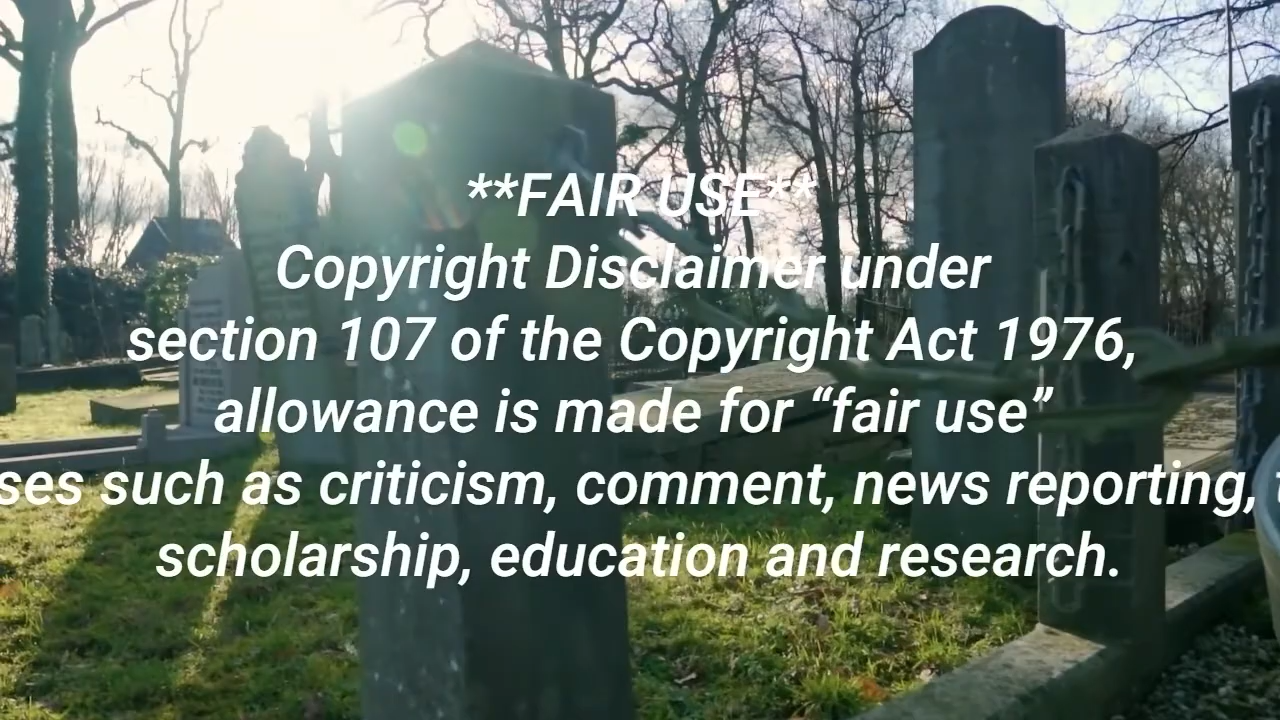 **FAIR USE**
Copyright Disclaimer under
section 107 of the Copyright Act 1976,
allowance is made for “fair use”
such as criticism, comment, news reporting,
scholarship, education and research.